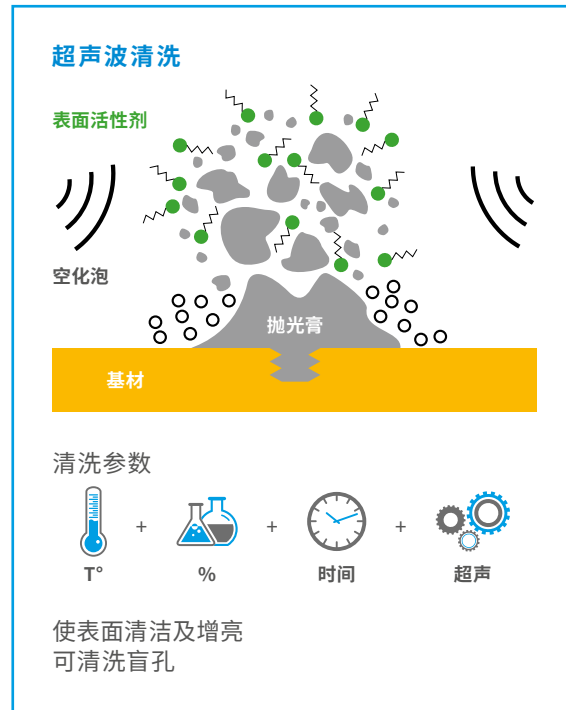 超声波清洗
表面活性剂
空化泡
抛光膏
基材
清洗参数
+ + +
T° % 时间 超声
使表面清洁及增亮
可清洗盲孔